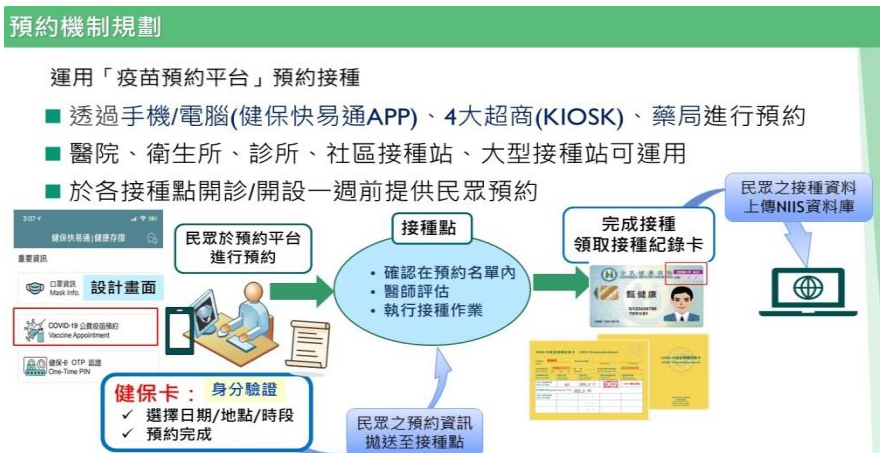 預約機制規劃
運用「疫苗預約平台」預約接種
■ 透過手機/電腦(健保快易通APP)、4大超商(KIOSK)、藥局進行預約
■ 醫院、衛生所、診所、社區接種站、大型接種站可運用
■ 於各接種點開診/開設一週前提供民眾預約
3:07
健保快易通|健康存摺
重要資訊
口罩資訊
Mask Info.
設計畫面
COVID-19 公費疫苗預約
Vaccine Appointment
健保卡 OTP 認證
One-Time PIN
民眾於預約平台
進行預約
健保卡：
身分驗證
✓ 選擇日期/地點/時段
✓ 預約完成
接種點
• 確認在預約名單內
• 醫師評估
• 執行接種作業
民眾之預約資訊
拋送至接種點
完成接種
領取接種紀錄卡
全民健康保險
甄健康
民眾之接種資料
上傳NIIS資料庫